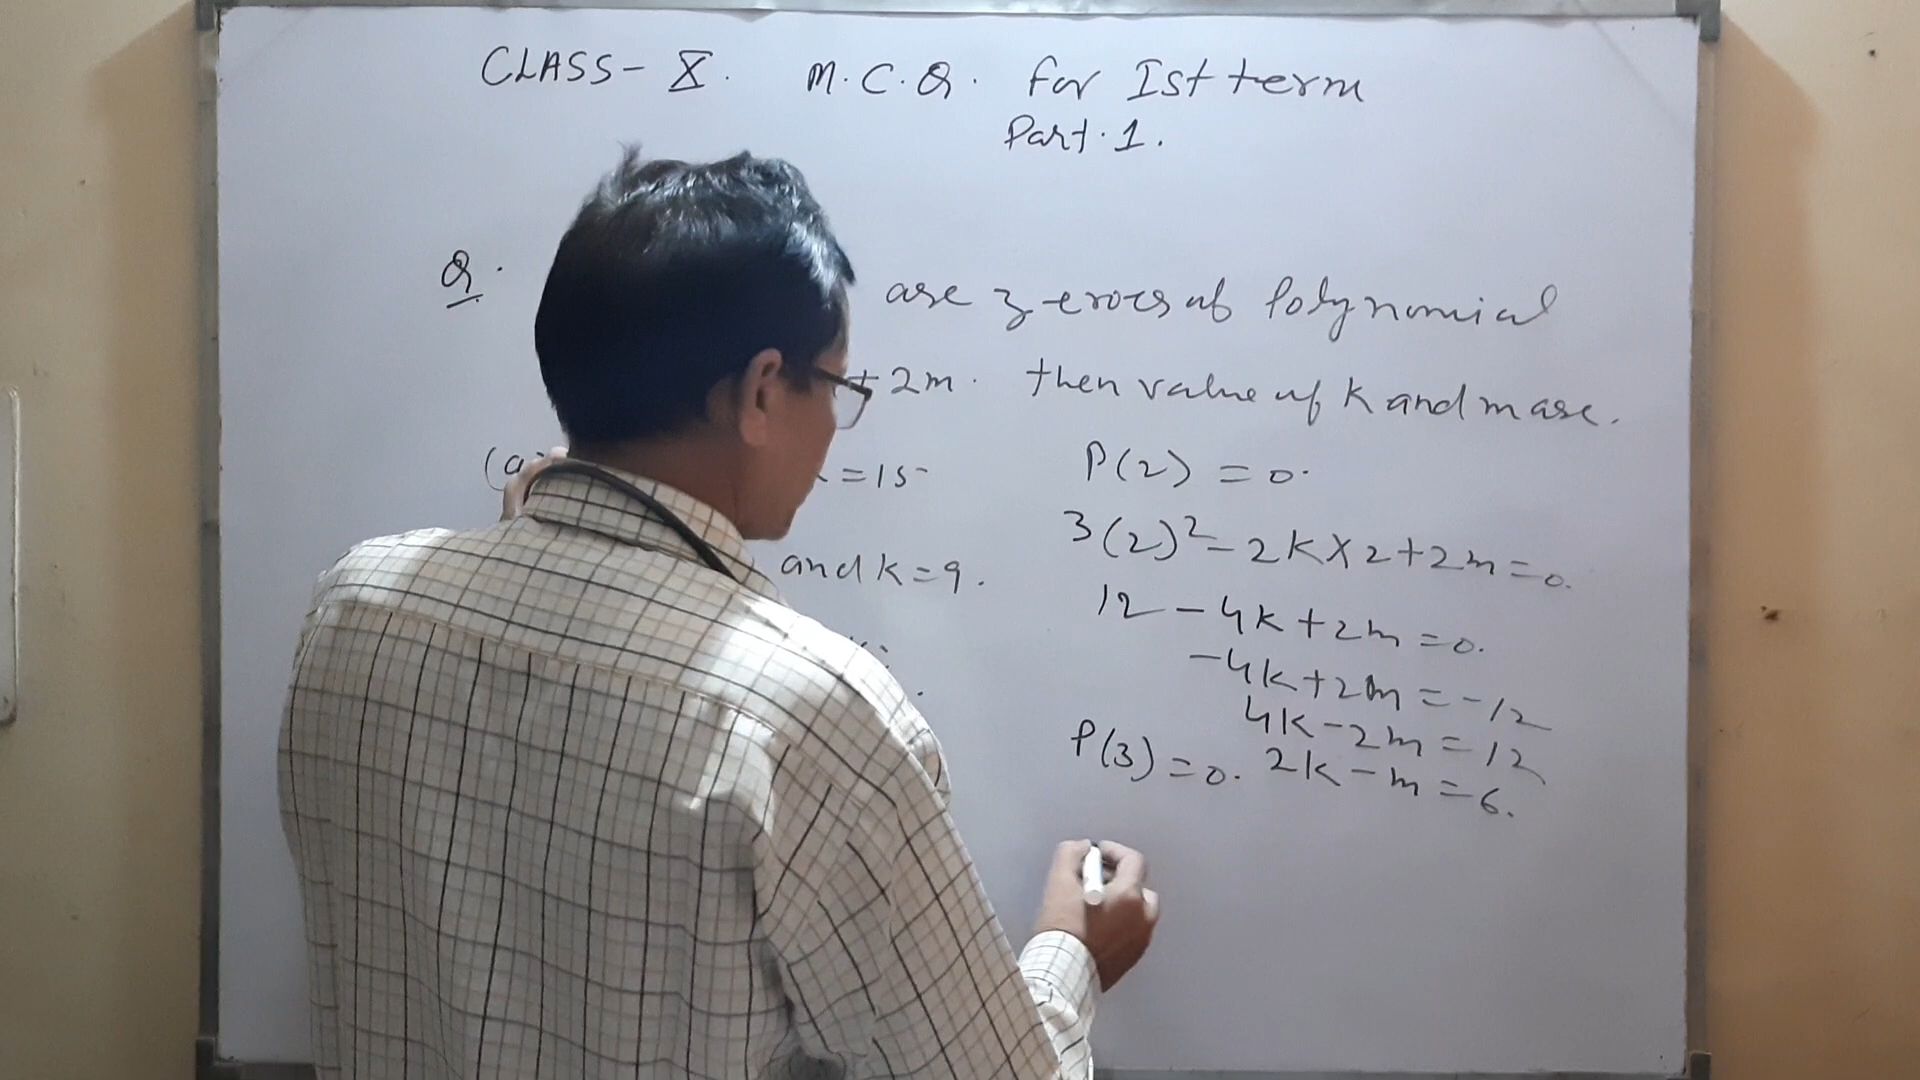 CLASS - X. M.C.Q. For Ist term
Part. 1.
Q. are zeroes of Polynomial
+ 2m. then value of K and m are.
(a) = 15
and k = 9.
P(2) = 0.
3(2)² - 2K × 2 + 2m = 0.
12 - 4K + 2m = 0.
-4K + 2m = -12
4K - 2m = 12
P(3) = 0. 2K - m = 6.